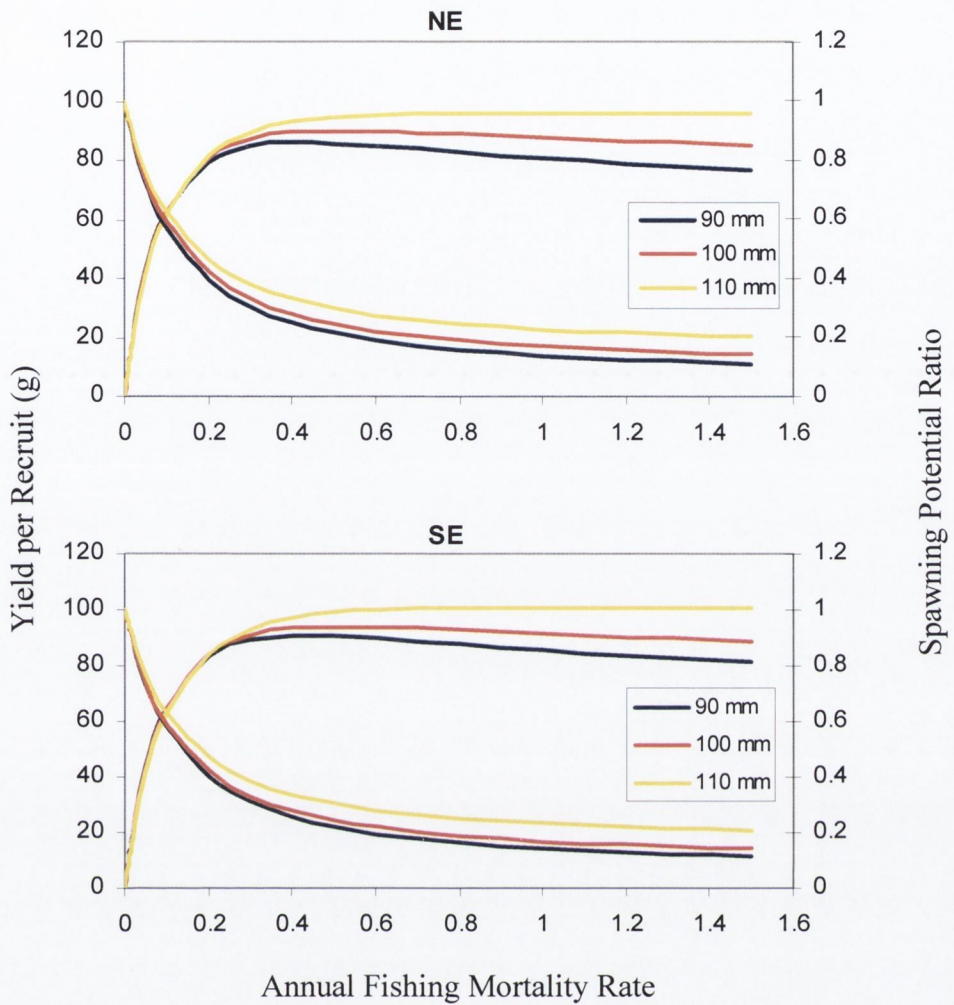 NE
120
100
80
60
40
20
0
1.2
1
0.8
0.6
0.4
0.2
0
0 0.2 0.4 0.6 0.8 1 1.2 1.4 1.6
90 mm
100 mm
110 mm
Yield per Recruit (g)
Spawning Potential Ratio
SE
120
100
80
60
40
20
0
1.2
1
0.8
0.6
0.4
0.2
0
0 0.2 0.4 0.6 0.8 1 1.2 1.4 1.6
90 mm
100 mm
110 mm
Annual Fishing Mortality Rate